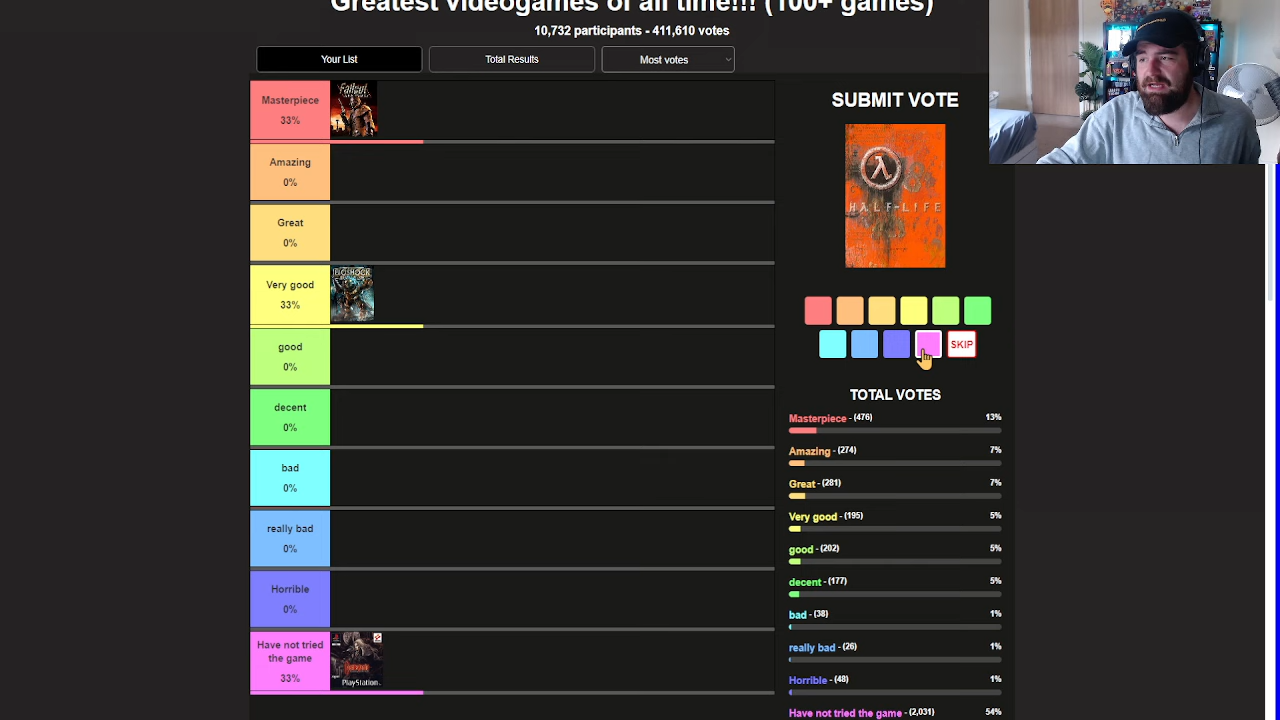 Greatest videogames of all time!!! (100+ games)
10,732 participants - 411,610 votes
Your List
Total Results
Most votes
Masterpiece
33%
Fallout
Amazing
0%
Great
0%
Very good
33%
BIOSHOCK
good
0%
decent
0%
bad
0%
really bad
0%
Horrible
0%
Have not tried
the game
33%
PlayStation
SUBMIT VOTE
HALF-LIFE
SKIP
TOTAL VOTES
Masterpiece - (476) 13%
Amazing - (274) 7%
Great - (281) 7%
Very good - (195) 5%
good - (202) 5%
decent - (177) 5%
bad - (38) 1%
really bad - (26) 1%
Horrible - (48) 1%
Have not tried the game - (2,031) 54%